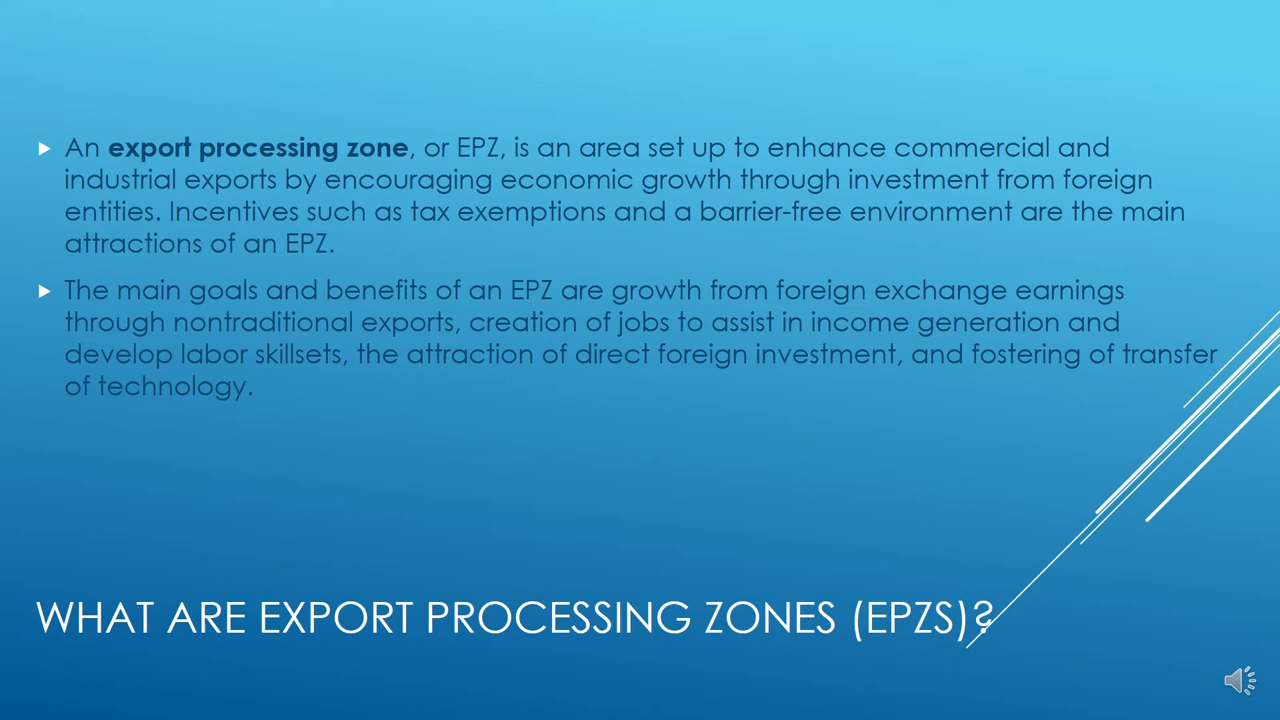 An export processing zone, or EPZ, is an area set up to enhance commercial and
industrial exports by encouraging economic growth through investment from foreign
entities. Incentives such as tax exemptions and a barrier-free environment are the main
attractions of an EPZ.
The main goals and benefits of an EPZ are growth from foreign exchange earnings
through nontraditional exports, creation of jobs to assist in income generation and
develop labor skillsets, the attraction of direct foreign investment, and fostering of transfer
of technology.
WHAT ARE EXPORT PROCESSING ZONES (EPZS)?